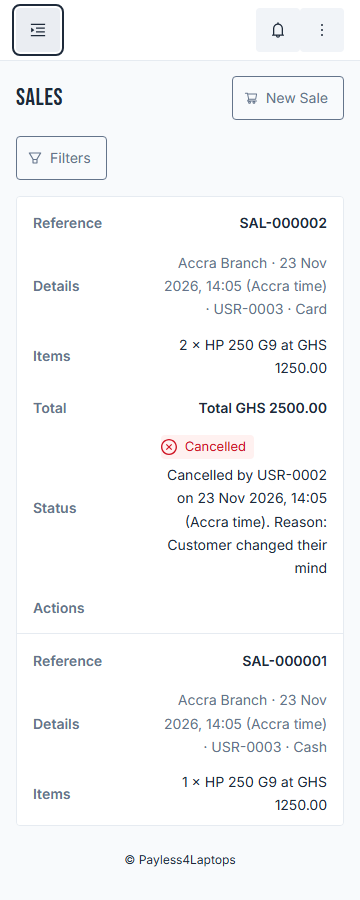 SALES
New Sale
Filters
Reference
SAL-000002
Details
Accra Branch · 23 Nov
2026, 14:05 (Accra time)
· USR-0003 · Card
Items
2 × HP 250 G9 at GHS
1250.00
Total
Total GHS 2500.00
Status
Cancelled
Cancelled by USR-0002
on 23 Nov 2026, 14:05
(Accra time). Reason:
Customer changed their
mind
Actions
Reference
SAL-000001
Details
Accra Branch · 23 Nov
2026, 14:05 (Accra time)
· USR-0003 · Cash
Items
1 × HP 250 G9 at GHS
1250.00
© Payless4Laptops